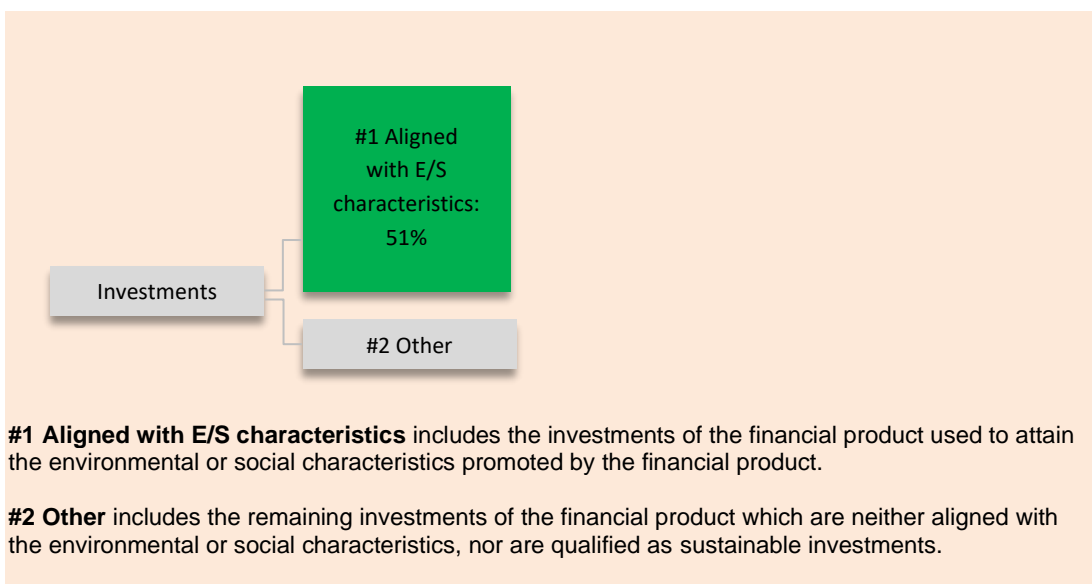 #1 Aligned
with E/S
characteristics:
51%
Investments
#2 Other
#1 Aligned with E/S characteristics includes the investments of the financial product used to attain
the environmental or social characteristics promoted by the financial product.
#2 Other includes the remaining investments of the financial product which are neither aligned with
the environmental or social characteristics, nor are qualified as sustainable investments.